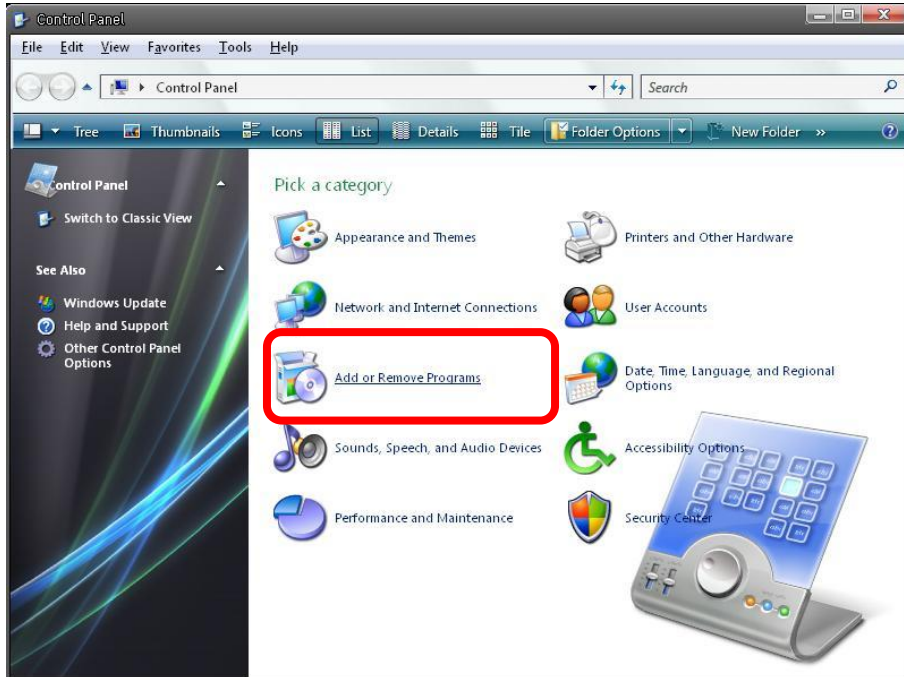 Control Panel
File Edit View Favorites Tools Help
Control Panel
Search
Tree Thumbnails Icons List Details Tile Folder Options New Folder »
Control Panel
Switch to Classic View
See Also
Windows Update
Help and Support
Other Control Panel
Options
Pick a category
Appearance and Themes
Printers and Other Hardware
Network and Internet Connections
User Accounts
Add or Remove Programs
Date, Time, Language, and Regional
Options
Sounds, Speech, and Audio Devices
Accessibility Options
Performance and Maintenance
Security Center